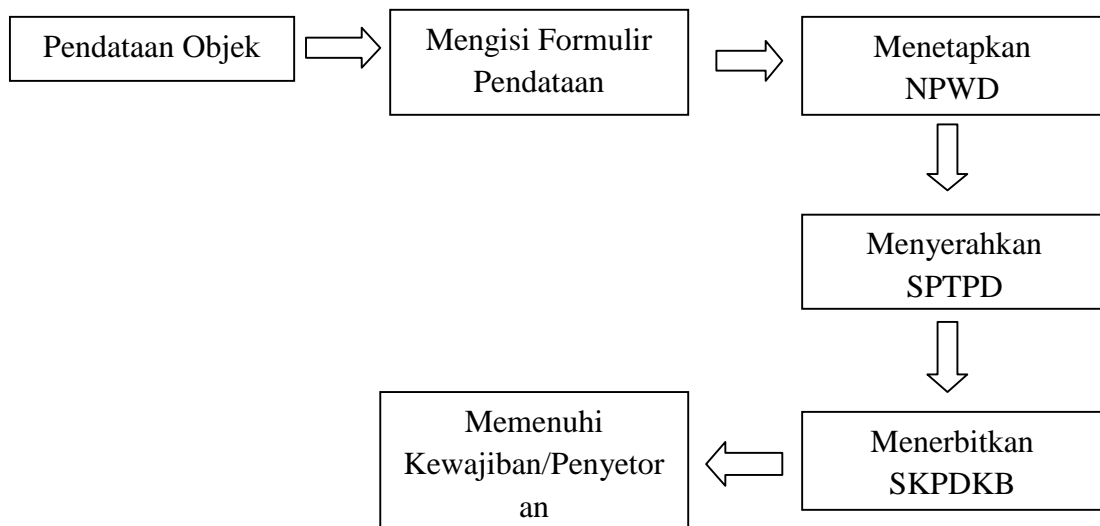 Pendataan Objek
Mengisi Formulir
Pendataan
Menetapkan
NPWD
Menyerahkan
SPTPD
Menerbitkan
SKPDKB
Memenuhi
Kewajiban/Penyetor
an